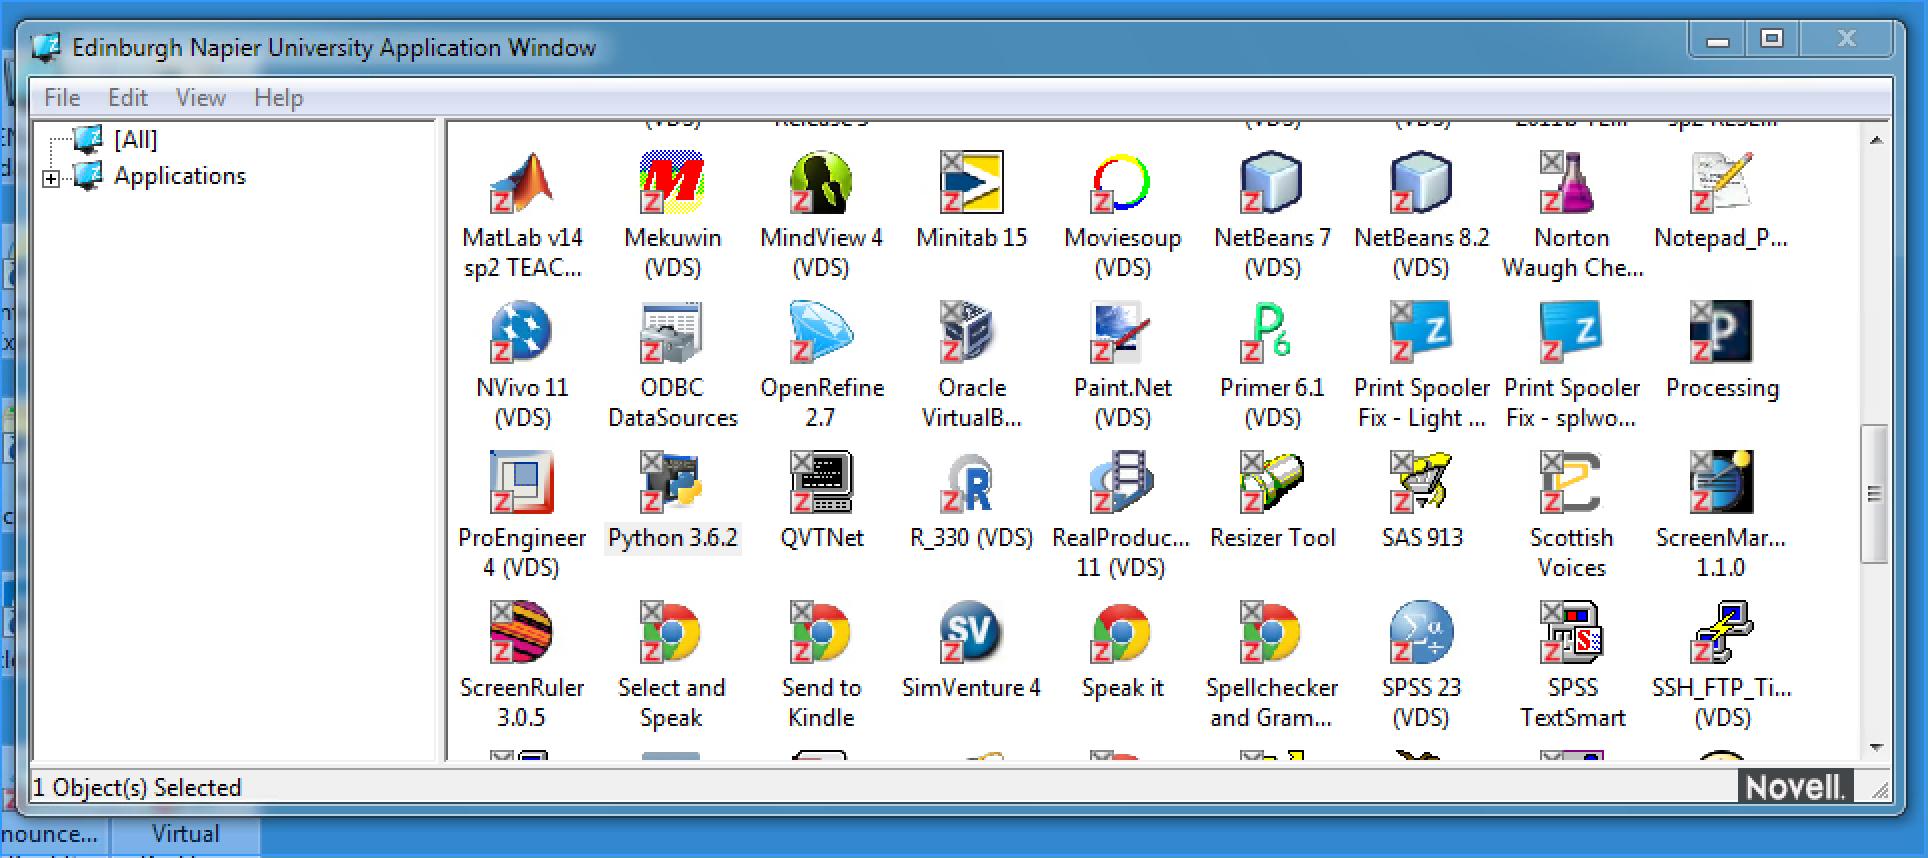 Edinburgh Napier University Application Window
File Edit View Help
[All]
Applications
(VDS) Release 3 (VDS) (VDS)
MatLab v14 Mekuwin MindView 4 Minitab 15 Moviesoup NetBeans 7 NetBeans 8.2 Norton Notepad_P...
sp2 TEAC... (VDS) (VDS) (VDS) (VDS) (VDS) Waugh Che...
NVivo 11 ODBC OpenRefine Oracle Paint.Net Primer 6.1 Print Spooler Print Spooler Processing
(VDS) DataSources 2.7 VirtualB... (VDS) (VDS) Fix - Light ... Fix - splwo...
ProEngineer Python 3.6.2 QVTNet R_330 (VDS) RealProduc... Resizer Tool SAS 913 Scottish ScreenMar...
4 (VDS) 11 (VDS) Voices 1.1.0
ScreenRuler Select and Send to SimVenture 4 Speak it Spellchecker SPSS 23 SPSS SSH_FTP_Ti...
3.0.5 Speak Kindle and Gram... (VDS) TextSmart (VDS)
1 Object(s) Selected
Novell.
nounce... Virtual